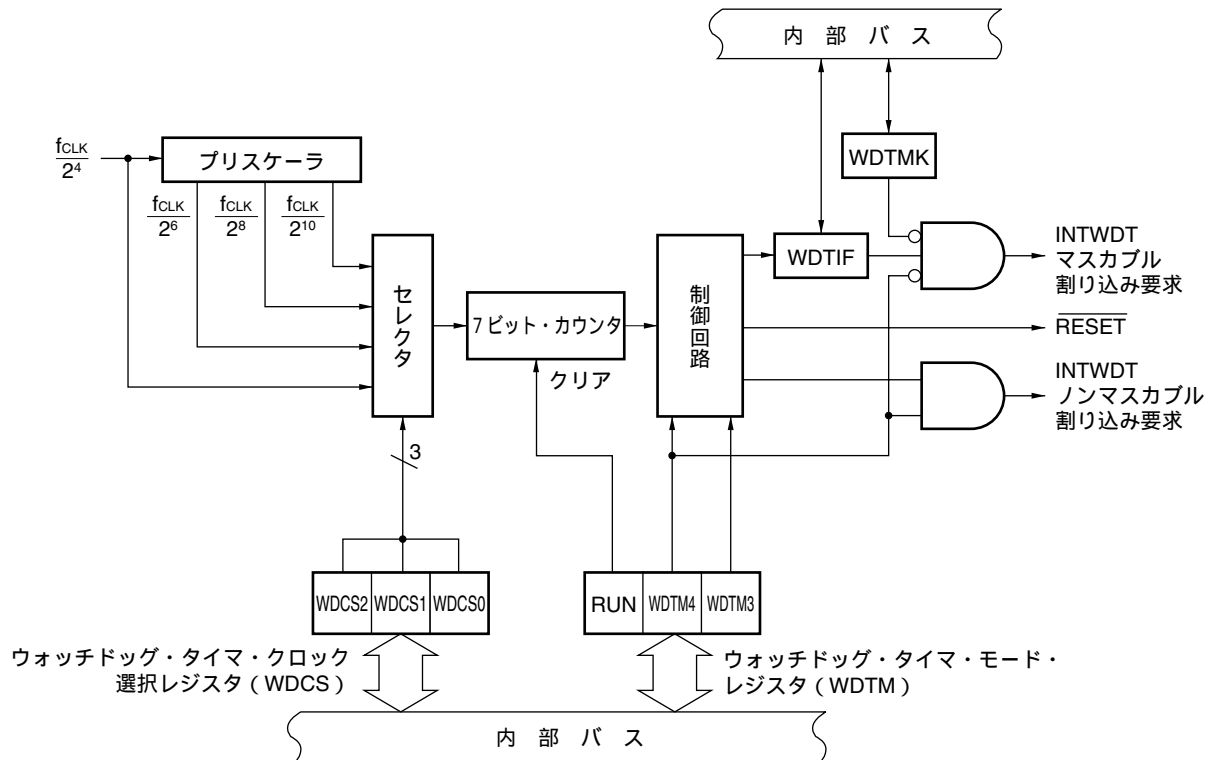 内 部 バ ス
fCLK
2⁴
プリスケーラ
WDTMK
fCLK
2⁶
fCLK
2⁸
fCLK
2¹⁰
セレクタ
7ビット・カウンタ
クリア
制御回路
WDTIF
INTWDT
マスカブル
割り込み要求
RESET
INTWDT
ノンマスカブル
割り込み要求
3
WDCS2 WDCS1 WDCS0
RUN WDTM4 WDTM3
ウォッチドッグ・タイマ・クロック
選択レジスタ(WDCS)
ウォッチドッグ・タイマ・モード・
レジスタ(WDTM)
内 部 バ ス